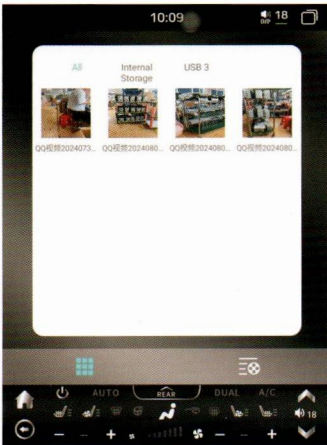 10:09
D/P
18
All
Internal
Storage
USB 3
QQ视频2024073...
QQ视频2024080...
QQ视频2024080...
QQ视频2024080...
AUTO
REAR
DUAL
A/C
18